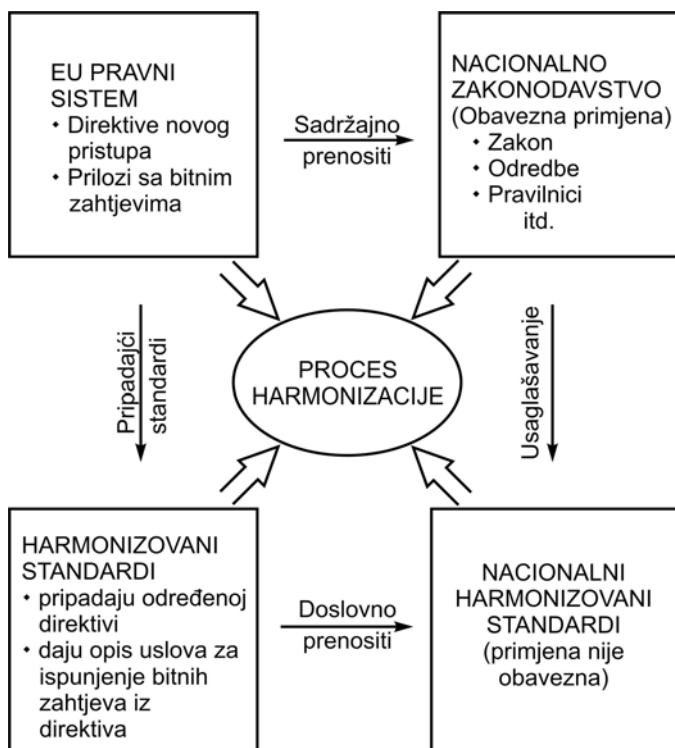 EU PRAVNI
SISTEM
• Direktive novog
pristupa
• Prilozi sa bitnim
zahtjevima
Sadržajno
prenositi
NACIONALNO
ZAKONODAVSTVO
(Obavezna primjena)
• Zakon
• Odredbe
• Pravilnici
itd.
Pripadajći
standardi
PROCES
HARMONIZACIJE
Usaglašavanje
HARMONIZOVANI
STANDARDI
• pripadaju određenoj
direktivi
• daju opis uslova za
ispunjenje bitnih
zahtjeva iz
direktiva
Doslovno
prenositi
NACIONALNI
HARMONIZOVANI
STANDARDI
(primjena nije
obavezna)